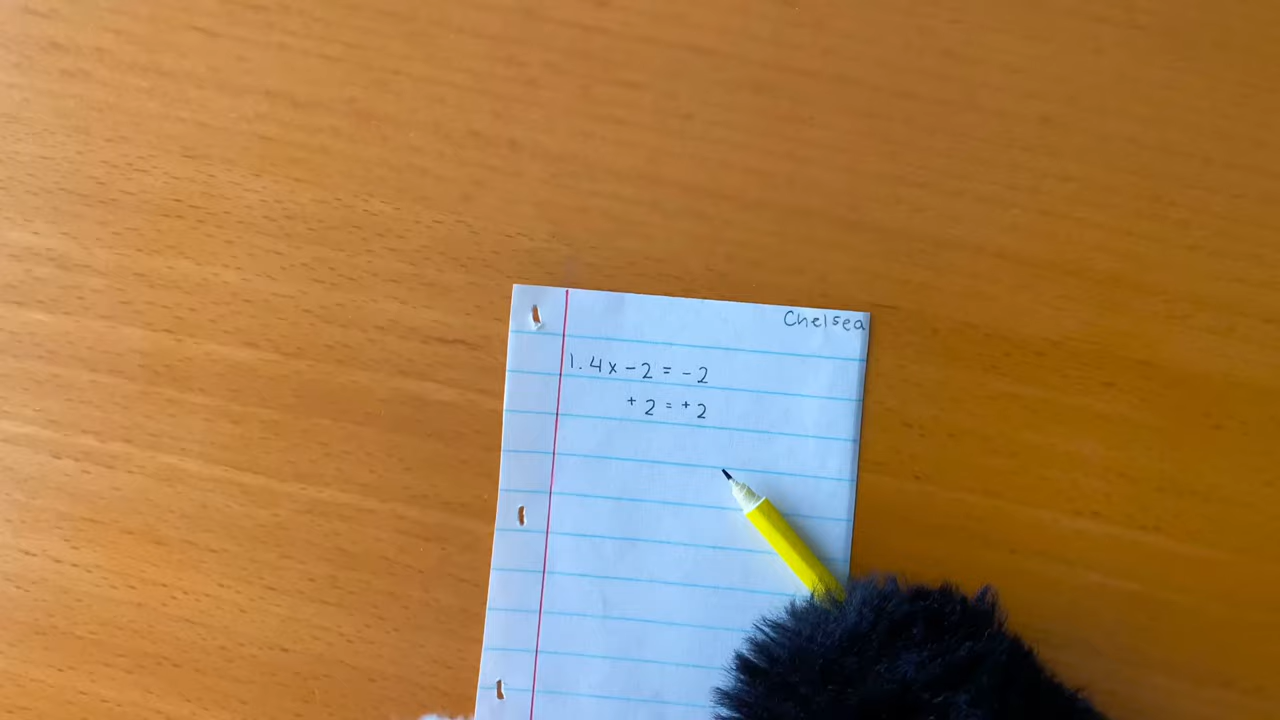 Chelsea
1. 4x - 2 = - 2
+ 2 = + 2